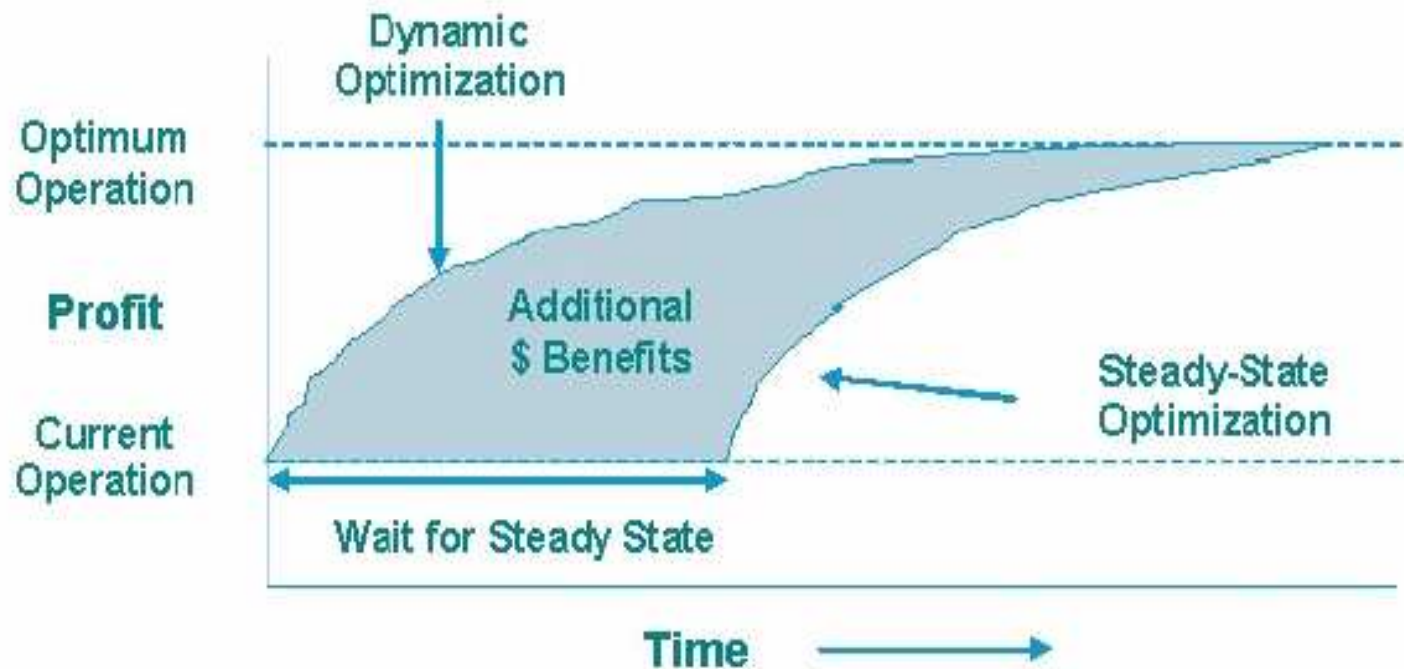 Dynamic
Optimization
Optimum
Operation
Profit
Additional
$ Benefits
Steady-State
Optimization
Current
Operation
Wait for Steady State
Time